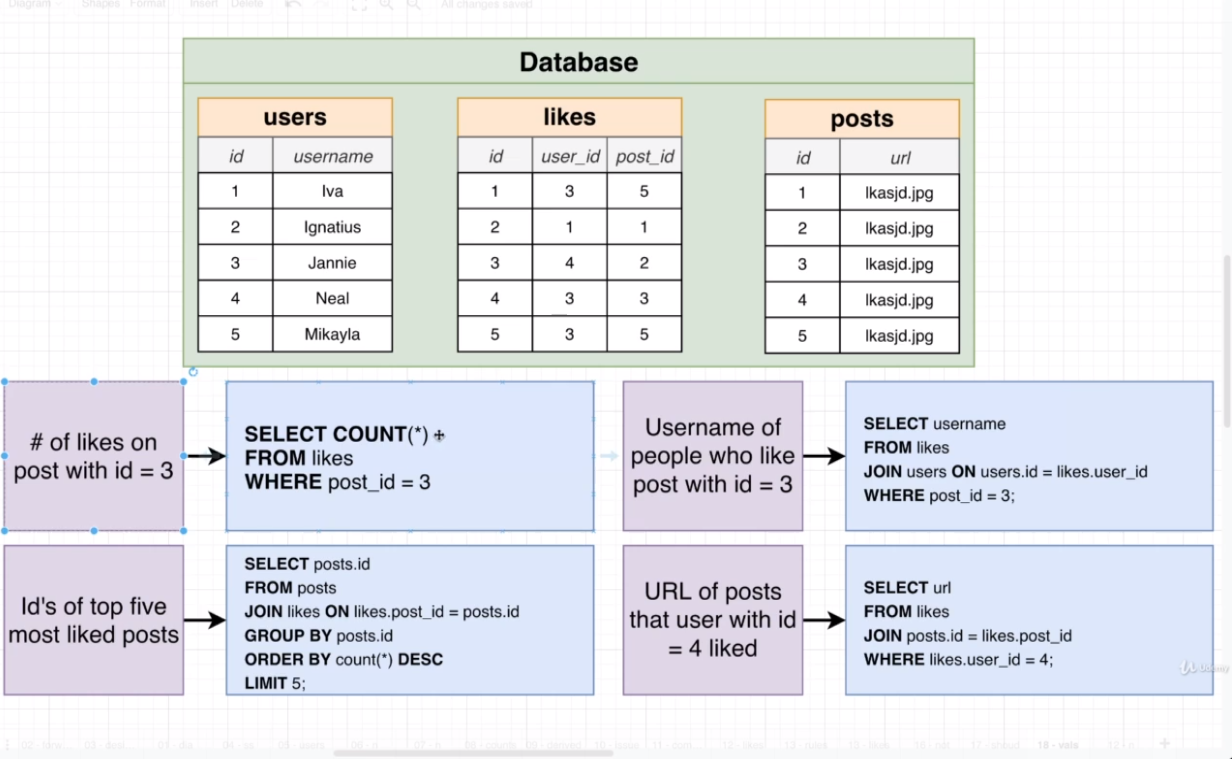 Diagram Shapes Format Insert Delete All changes saved
Database
users
id username
1 Iva
2 Ignatius
3 Jannie
4 Neal
5 Mikayla
likes
id user_id post_id
1 3 5
2 1 1
3 4 2
4 3 3
5 3 5
posts
id url
1 lkasjd.jpg
2 lkasjd.jpg
3 lkasjd.jpg
4 lkasjd.jpg
5 lkasjd.jpg
# of likes on
post with id = 3
SELECT COUNT(*)
FROM likes
WHERE post_id = 3
Username of
people who like
post with id = 3
SELECT username
FROM likes
JOIN users ON users.id = likes.user_id
WHERE post_id = 3;
Id's of top five
most liked posts
SELECT posts.id
FROM posts
JOIN likes ON likes.post_id = posts.id
GROUP BY posts.id
ORDER BY count(*) DESC
LIMIT 5;
URL of posts
that user with id
= 4 liked
SELECT url
FROM likes
JOIN posts.id = likes.post_id
WHERE likes.user_id = 4;
Udemy